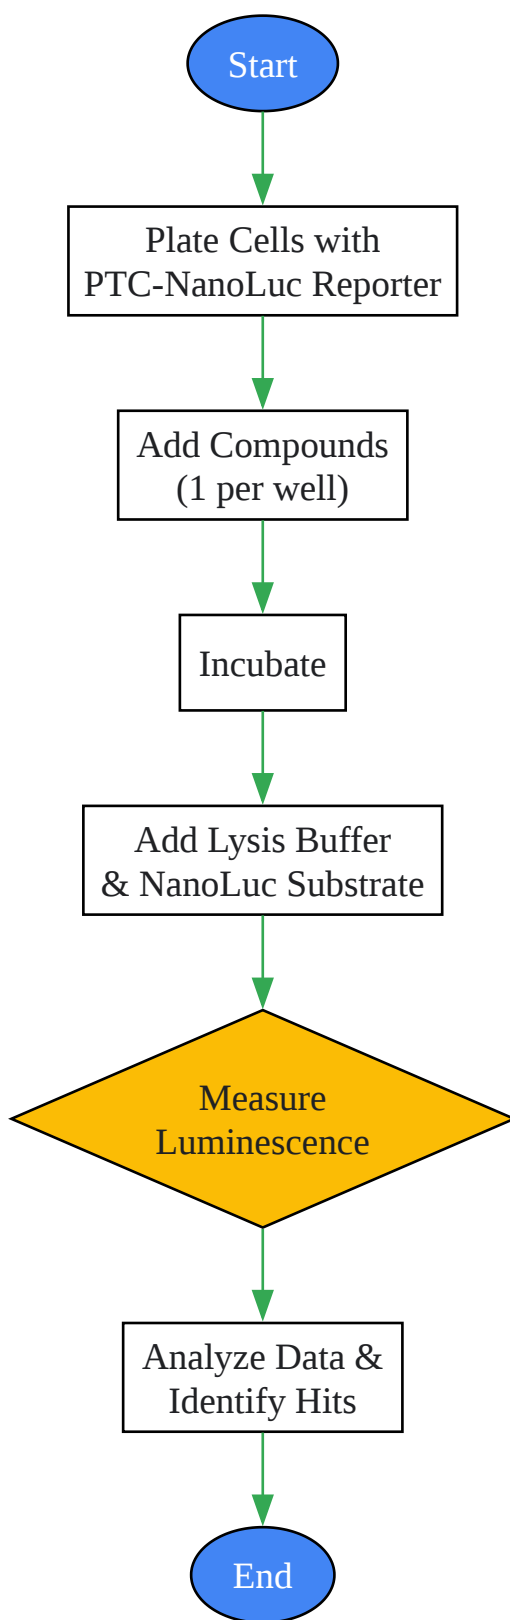 Start
Plate Cells with
PTC-NanoLuc Reporter
Add Compounds
(1 per well)
Incubate
Add Lysis Buffer
& NanoLuc Substrate
Measure
Luminescence
Analyze Data &
Identify Hits
End